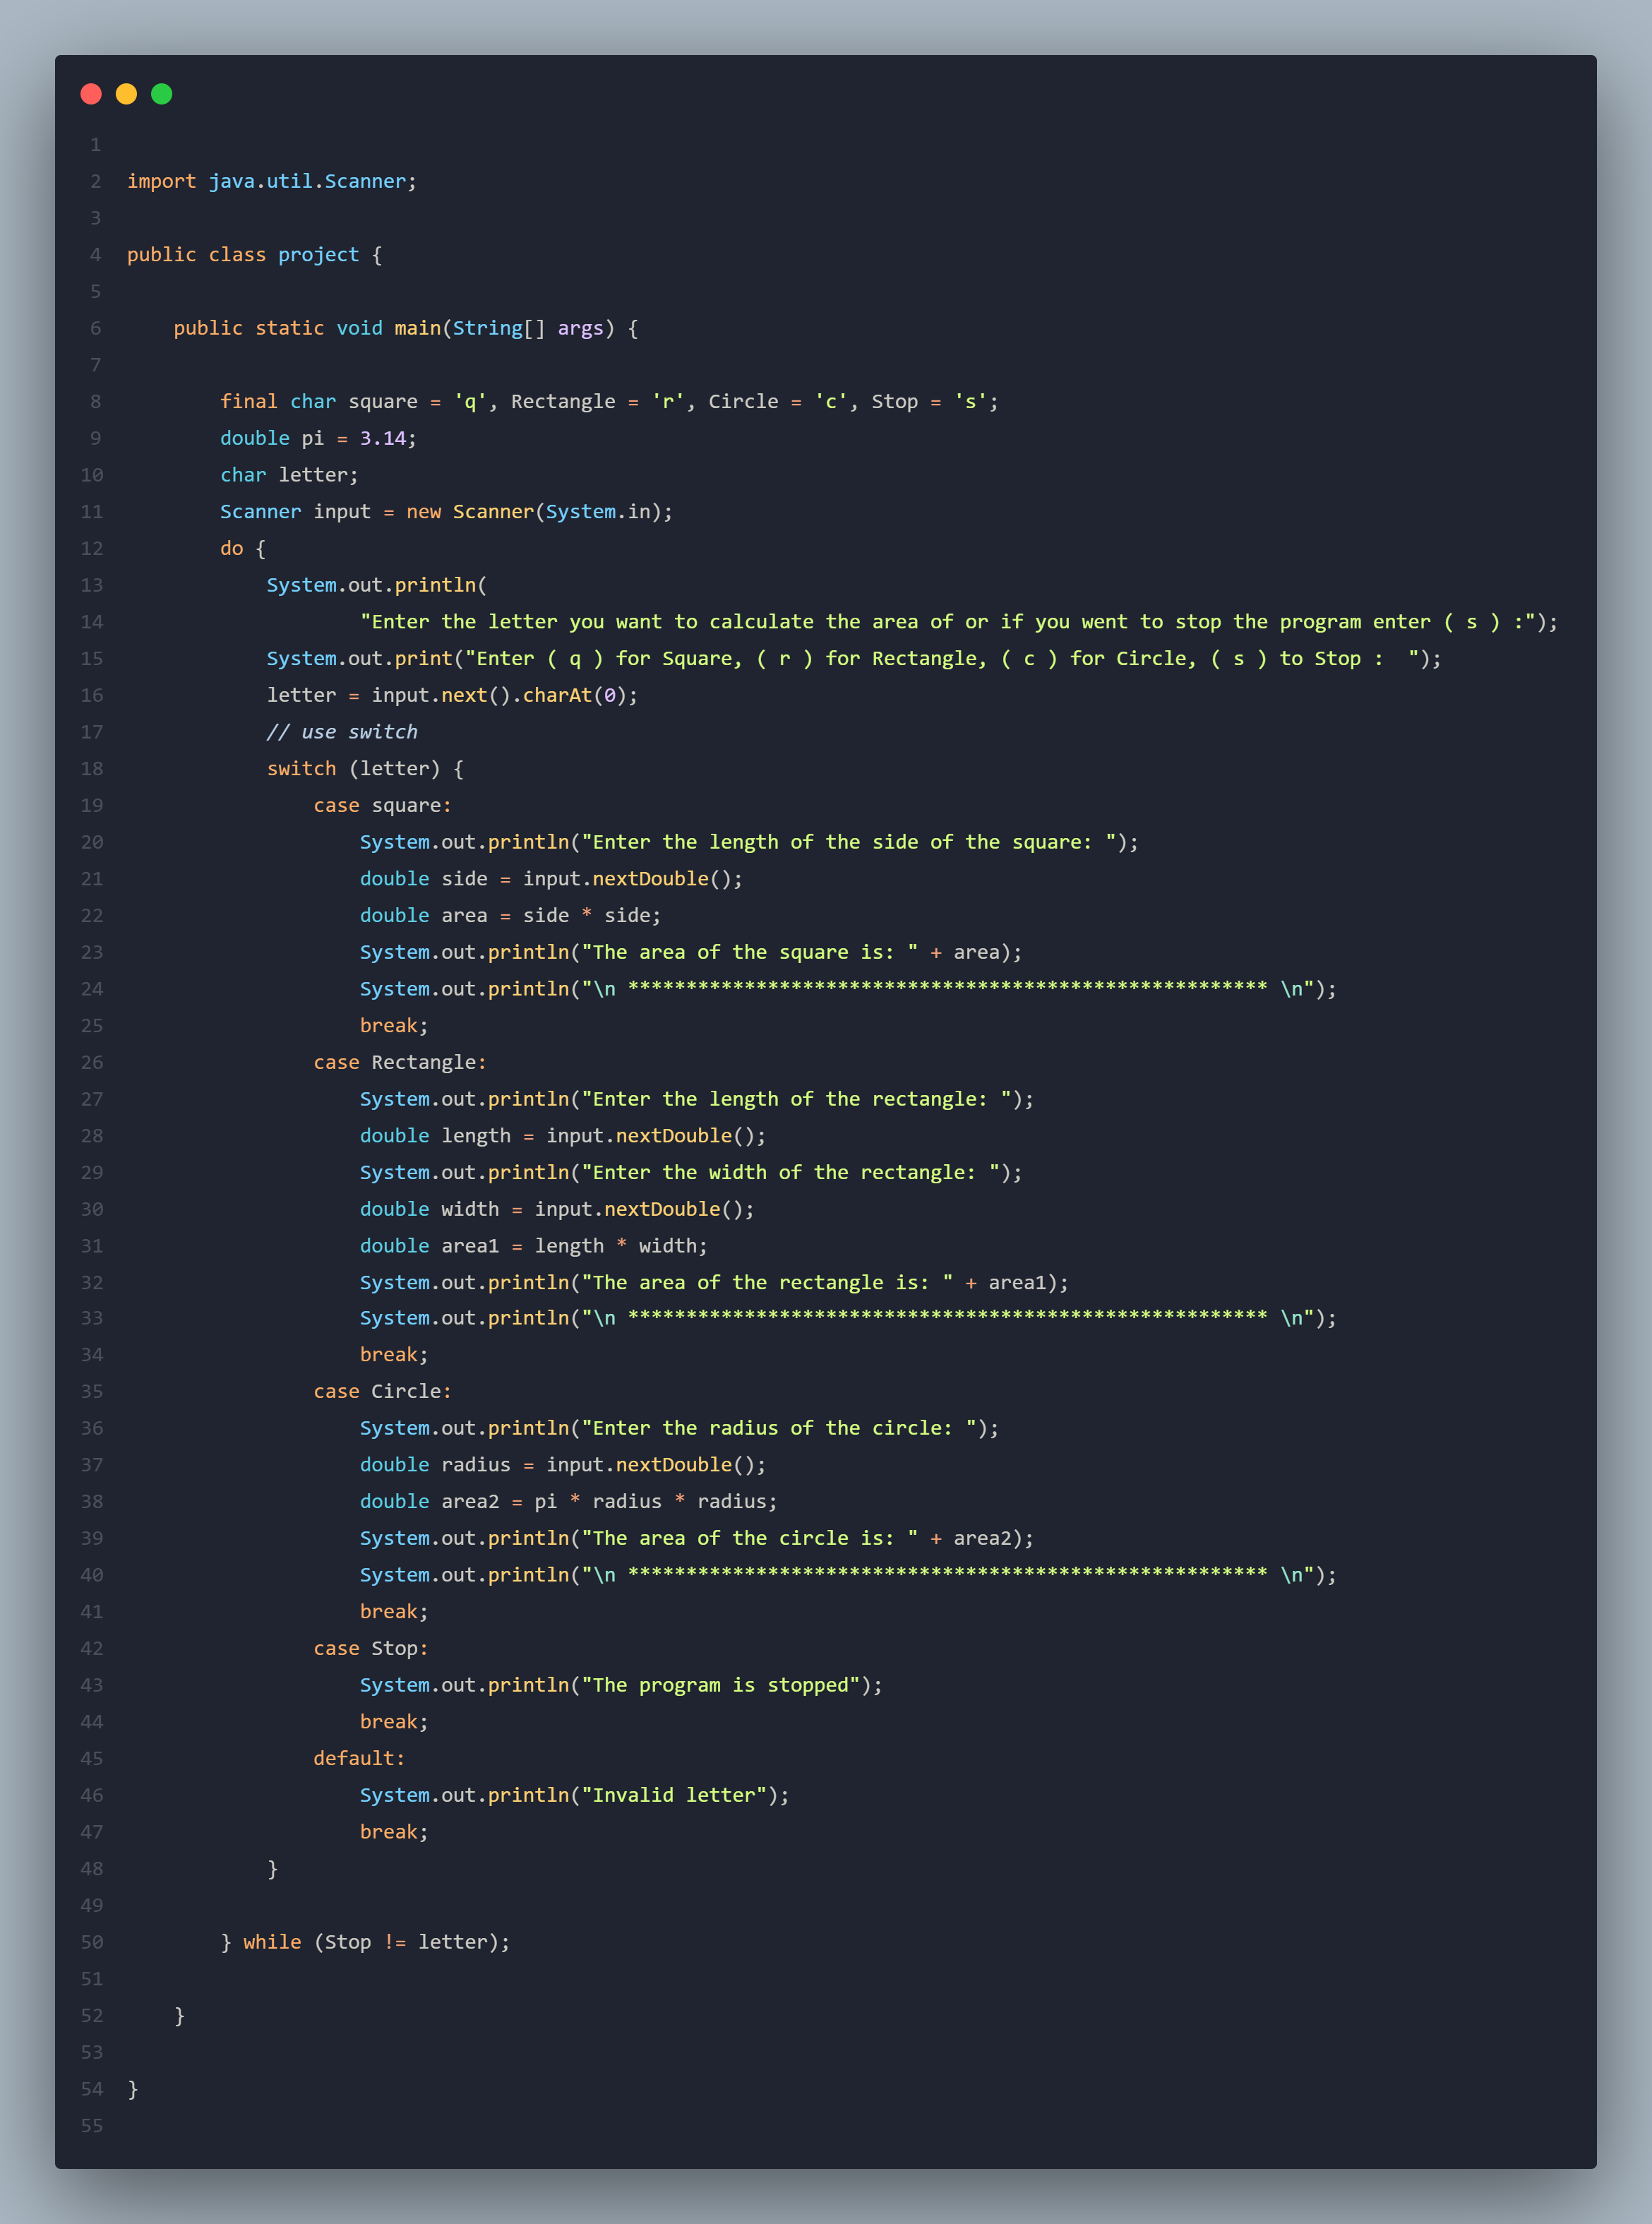 1
2 import java.util.Scanner;
3
4 public class project {
5
6     public static void main(String[] args) {
7
8         final char square = 'q', Rectangle = 'r', Circle = 'c', Stop = 's';
9         double pi = 3.14;
10         char letter;
11         Scanner input = new Scanner(System.in);
12         do {
13             System.out.println(
14                     "Enter the letter you want to calculate the area of or if you went to stop the program enter ( s ) :");
15             System.out.print("Enter ( q ) for Square, ( r ) for Rectangle, ( c ) for Circle, ( s ) to Stop :  ");
16             letter = input.next().charAt(0);
17             // use switch
18             switch (letter) {
19                 case square:
20                     System.out.println("Enter the length of the side of the square: ");
21                     double side = input.nextDouble();
22                     double area = side * side;
23                     System.out.println("The area of the square is: " + area);
24                     System.out.println("\n ******************************************************* \n");
25                     break;
26                 case Rectangle:
27                     System.out.println("Enter the length of the rectangle: ");
28                     double length = input.nextDouble();
29                     System.out.println("Enter the width of the rectangle: ");
30                     double width = input.nextDouble();
31                     double area1 = length * width;
32                     System.out.println("The area of the rectangle is: " + area1);
33                     System.out.println("\n ******************************************************* \n");
34                     break;
35                 case Circle:
36                     System.out.println("Enter the radius of the circle: ");
37                     double radius = input.nextDouble();
38                     double area2 = pi * radius * radius;
39                     System.out.println("The area of the circle is: " + area2);
40                     System.out.println("\n ******************************************************* \n");
41                     break;
42                 case Stop:
43                     System.out.println("The program is stopped");
44                     break;
45                 default:
46                     System.out.println("Invalid letter");
47                     break;
48             }
49
50         } while (Stop != letter);
51
52     }
53
54 }
55